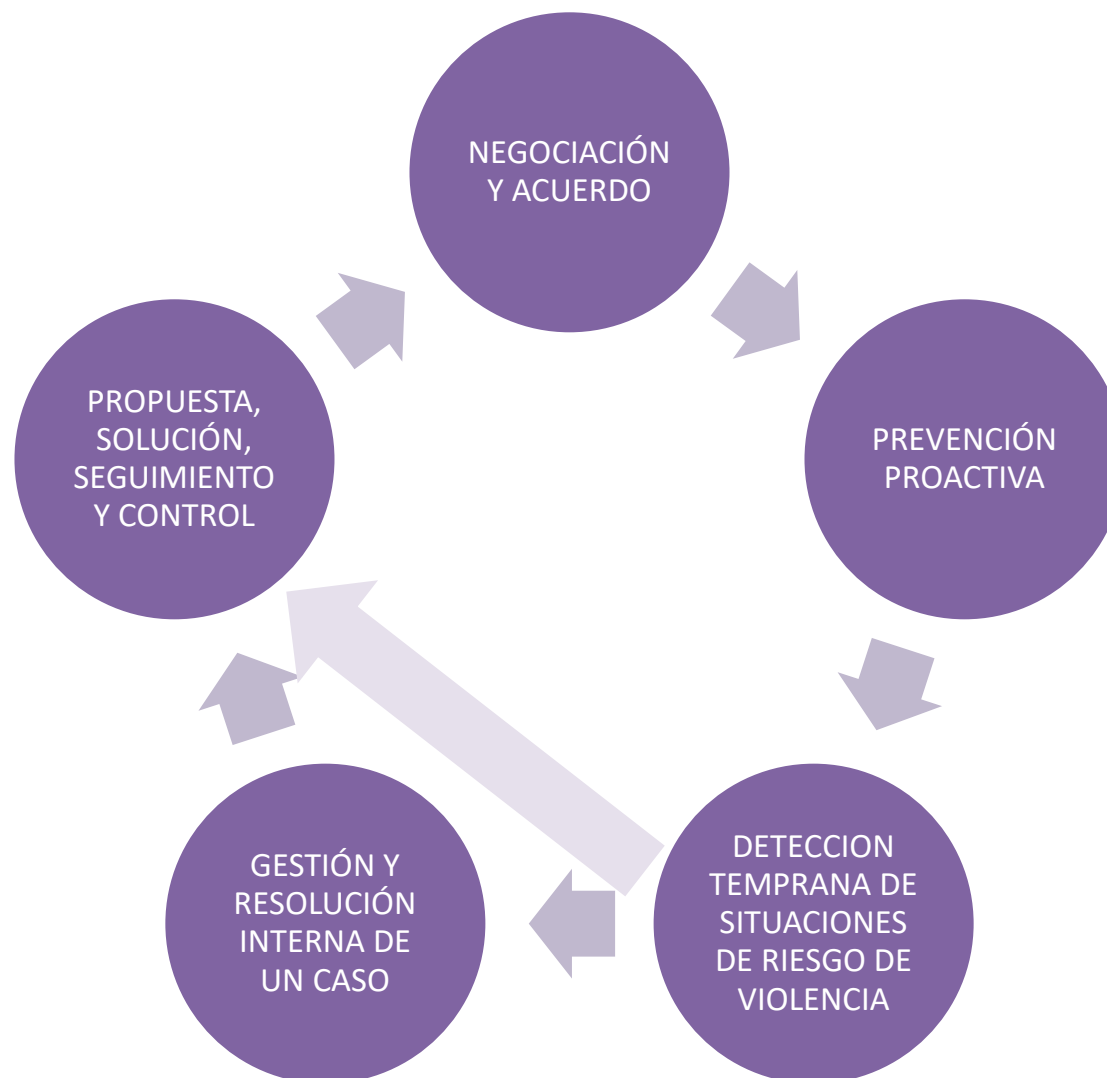 NEGOCIACIÓN
Y ACUERDO
PREVENCIÓN
PROACTIVA
DETECCION
TEMPRANA DE
SITUACIONES
DE RIESGO DE
VIOLENCIA
GESTIÓN Y
RESOLUCIÓN
INTERNA DE
UN CASO
PROPUESTA,
SOLUCIÓN,
SEGUIMIENTO
Y CONTROL